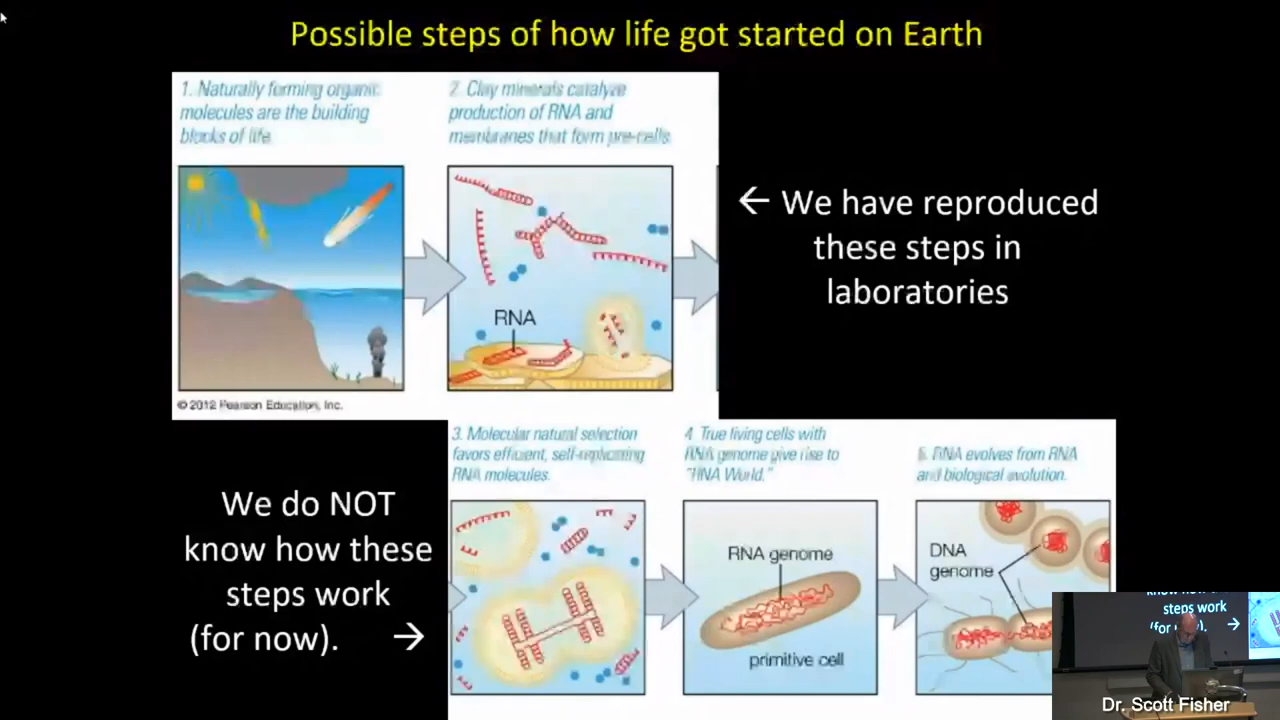 Possible steps of how life got started on Earth
1. Naturally forming organic
molecules are the building
blocks of life
2. Clay minerals catalyze
production of RNA and
membranes that form pre-cells
RNA
© 2012 Pearson Education, Inc.
← We have reproduced
these steps in
laboratories
We do NOT
know how these
steps work
(for now). →
3. Molecular natural selection
favors efficient, self-replicating
RNA molecules.
4 True living cells with
RNA genome give rise to
"RNA World."
RNA genome
primitive cell
5. DNA evolves from RNA
and biological evolution.
DNA
genome
steps work
Dr. Scott Fisher